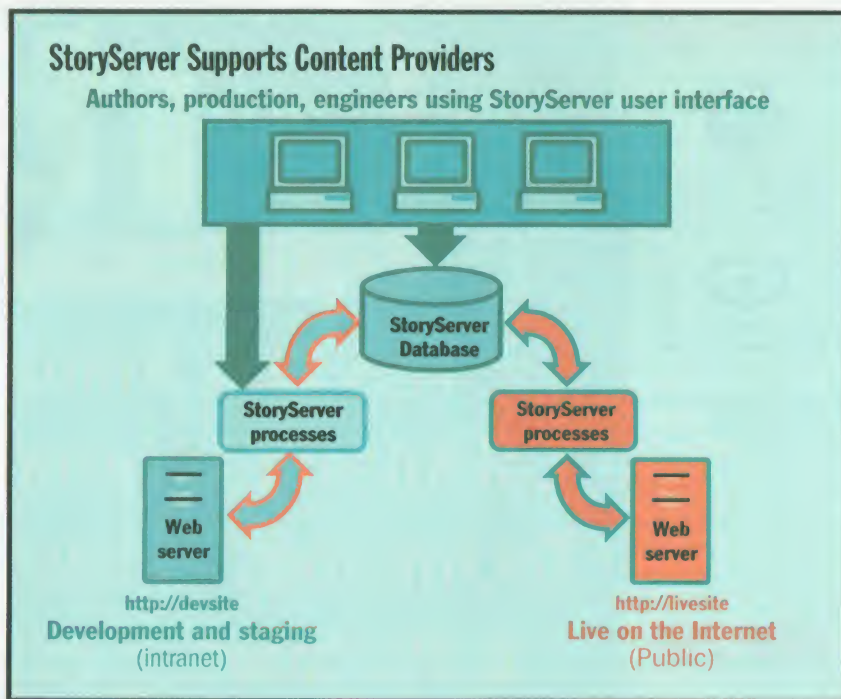 StoryServer Supports Content Providers
Authors, production, engineers using StoryServer user interface
StoryServer
Database
StoryServer
processes
StoryServer
processes
Web
server
Web
server
http://devsite
Development and staging
(intranet)
http://livesite
Live on the Internet
(Public)